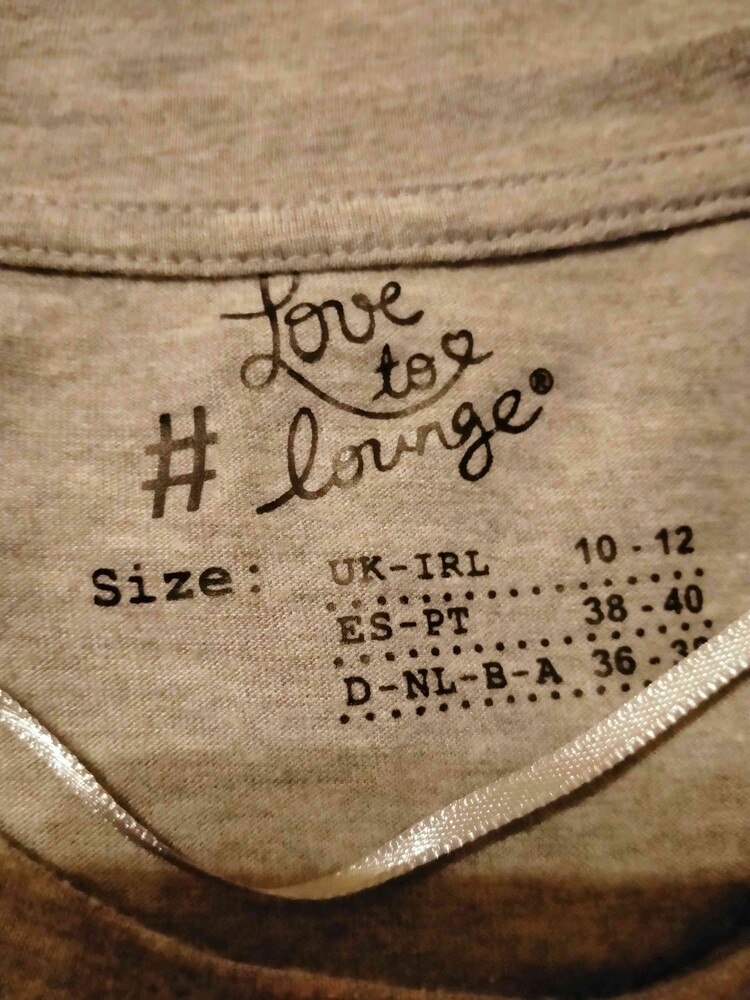 Love
to
# lounge®
Size: UK-IRL 10 - 12
ES-PT 38 - 40
D-NL-B-A 36 -